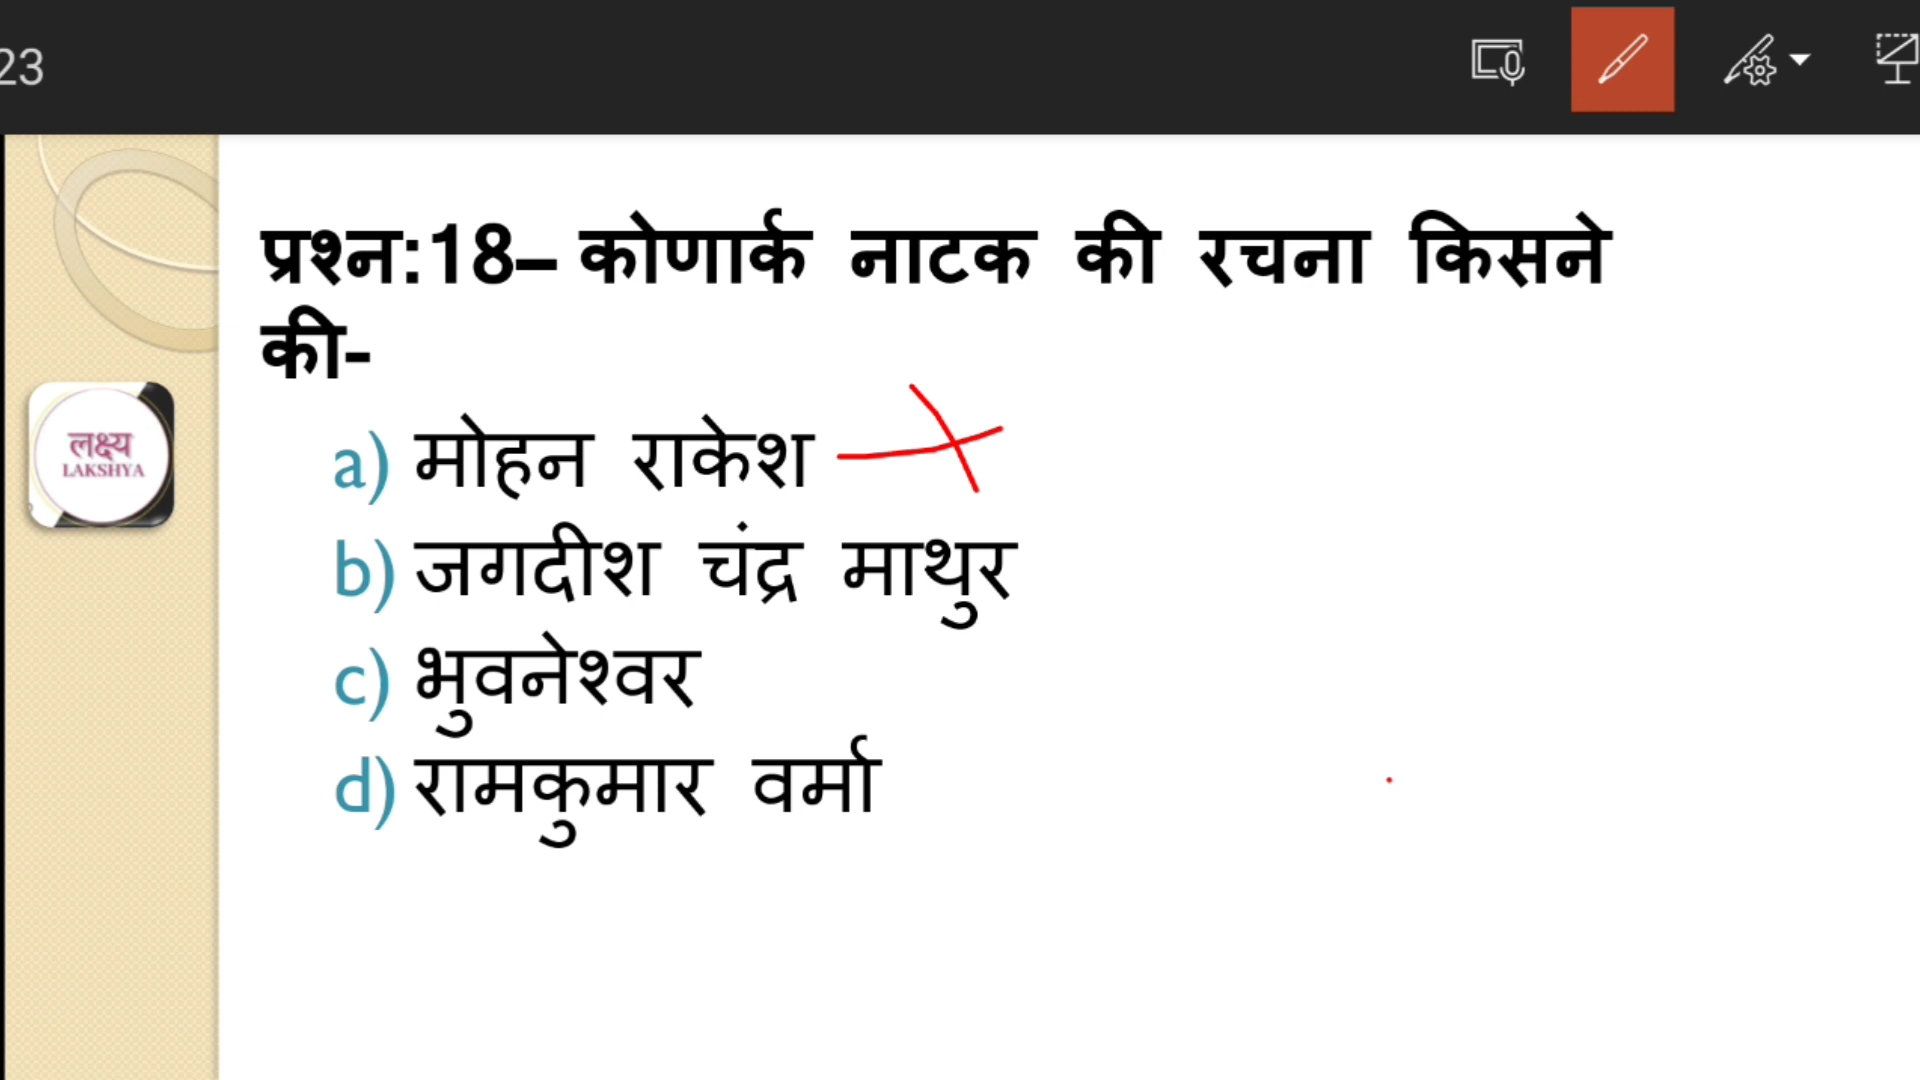 23
प्रश्न:18– कोणार्क नाटक की रचना किसने
की-
लक्ष्य
LAKSHYA
a) मोहन राकेश
b) जगदीश चंद्र माथुर
c) भुवनेश्वर
d) रामकुमार वर्मा